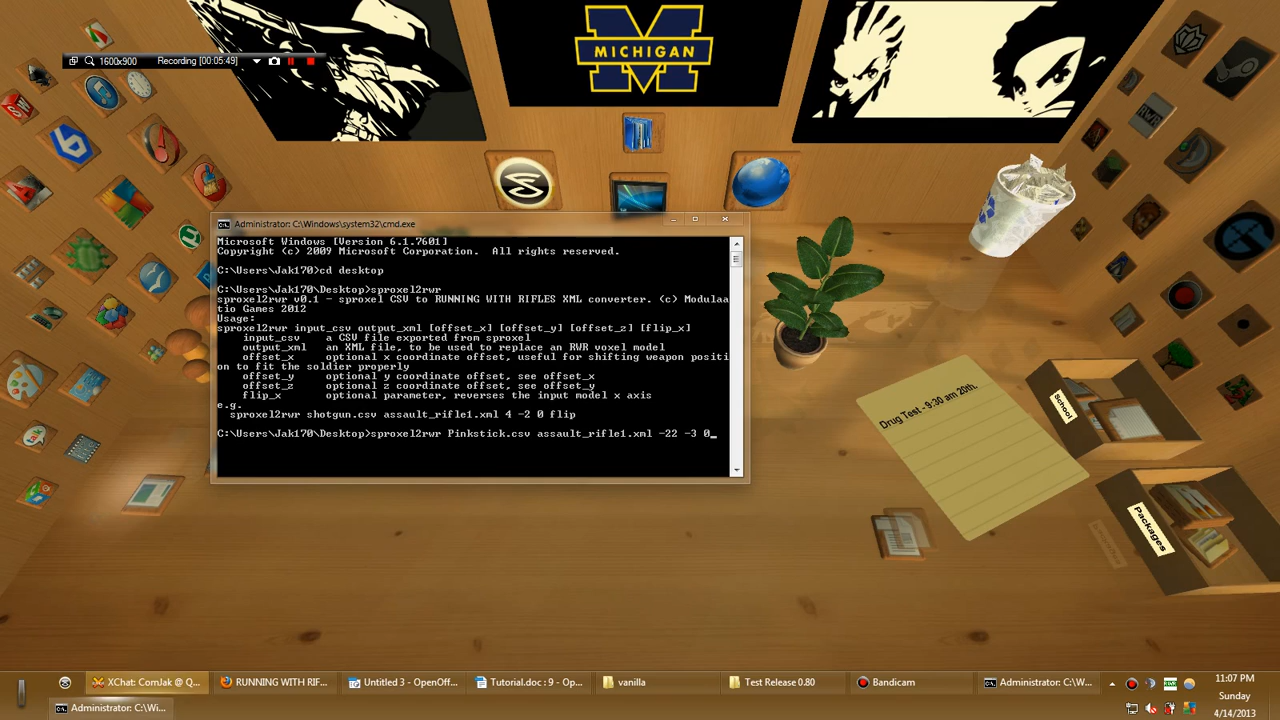 MICHIGAN
1600x900 Recording [00:05:49]
RWR
Administrator: C:\Windows\system32\cmd.exe
Microsoft Windows [Version 6.1.7601]
Copyright (c) 2009 Microsoft Corporation. All rights reserved.
C:\Users\Jak170>cd desktop
C:\Users\Jak170\Desktop>sproxel2rwr
sproxel2rwr v0.1 - sproxel CSV to RUNNING WITH RIFLES XML converter. (c) Modulaa
tio Games 2012
Usage:
sproxel2rwr input_csv output_xml [offset_x] [offset_y] [offset_z] [flip_x]
input_csv a CSV file exported from sproxel
output_xml an XML file, to be used to replace an RWR voxel model
offset_x optional x coordinate offset, useful for shifting weapon positi
on to fit the soldier properly
offset_y optional y coordinate offset, see offset_x
offset_z optional z coordinate offset, see offset_y
flip_x optional parameter, reverses the input model x axis
e.g.
sproxel2rwr shotgun.csv assault_rifle1.xml 4 -2 0 flip
C:\Users\Jak170\Desktop>sproxel2rwr Pinkstick.csv assault_rifle1.xml -22 -3 0_
Drug Test - 9:30 am 20th.
School
Packages
XChat: ComJak @ Q... RUNNING WITH RIF... Untitled 3 - OpenOff... Tutorial.doc : 9 - Op... vanilla Test Release 0.80 Bandicam Administrator: C:\W...
Administrator: C:\Wi...
11:07 PM
Sunday
4/14/2013